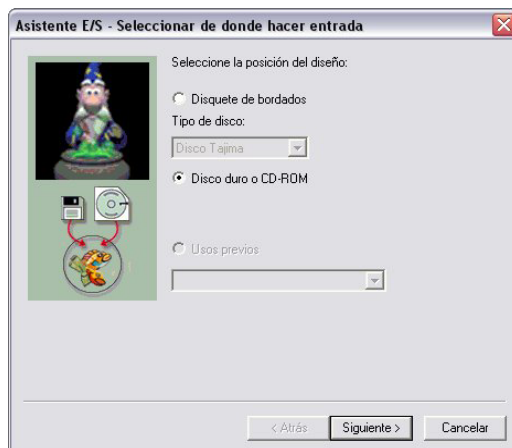 Asistente E/S - Seleccionar de donde hacer entrada
Seleccione la posición del diseño:
Disquete de bordados
Tipo de disco:
Disco Tajima
Disco duro o CD-ROM
Usos previos
< Atrás Siguiente > Cancelar